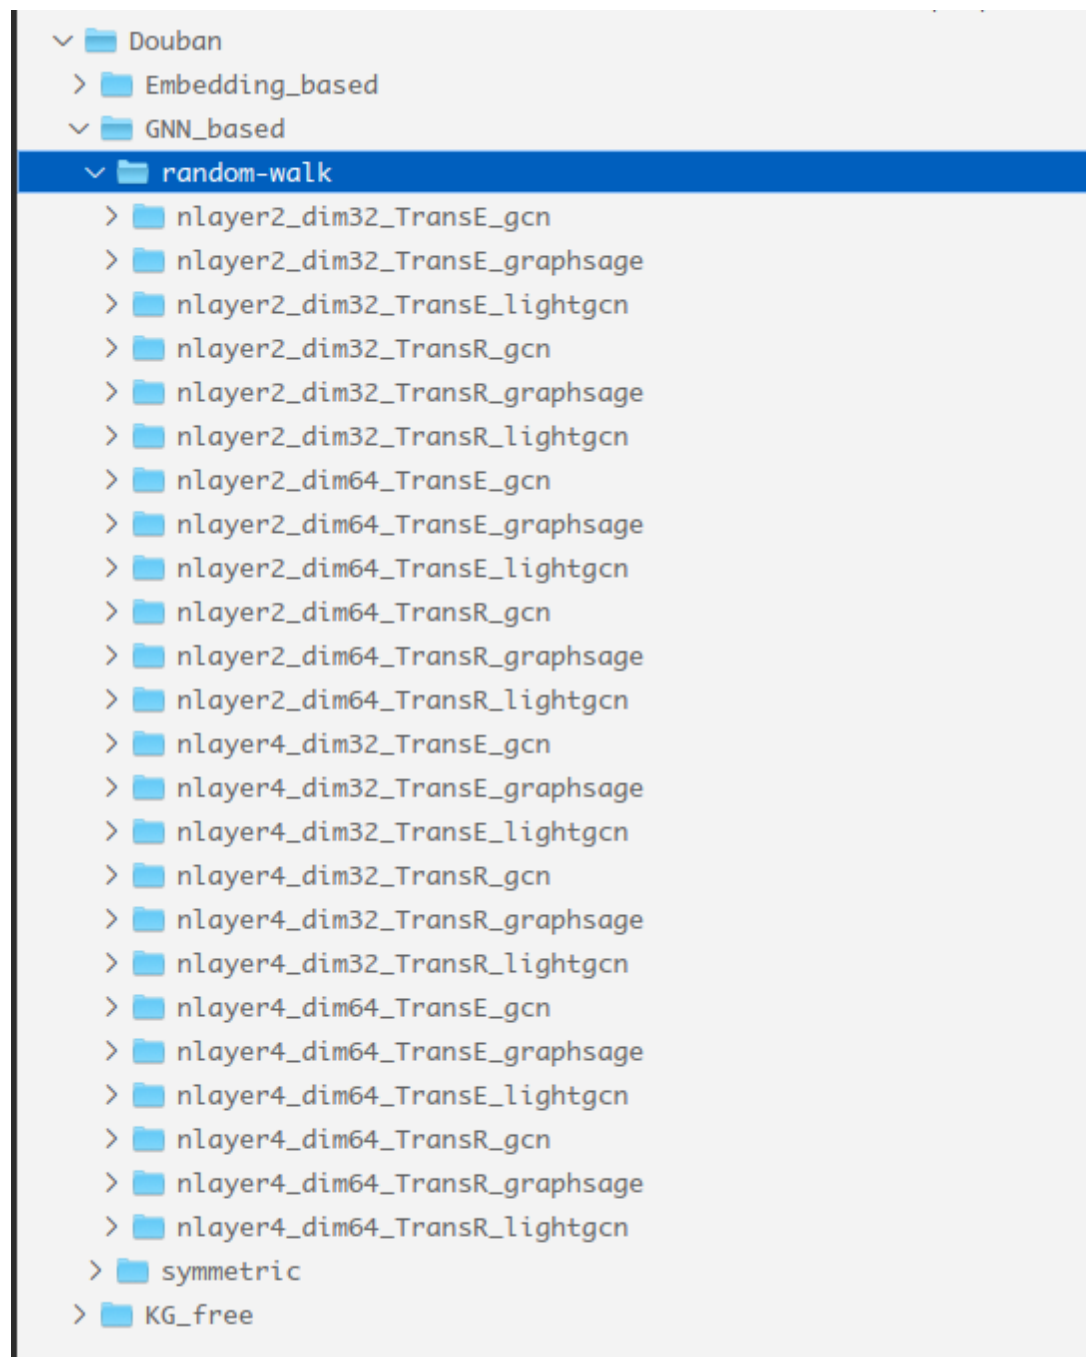 Douban
Embedding_based
GNN_based
random-walk
nlayer2_dim32_TransE_gcn
nlayer2_dim32_TransE_graphsage
nlayer2_dim32_TransE_lightgcn
nlayer2_dim32_TransR_gcn
nlayer2_dim32_TransR_graphsage
nlayer2_dim32_TransR_lightgcn
nlayer2_dim64_TransE_gcn
nlayer2_dim64_TransE_graphsage
nlayer2_dim64_TransE_lightgcn
nlayer2_dim64_TransR_gcn
nlayer2_dim64_TransR_graphsage
nlayer2_dim64_TransR_lightgcn
nlayer4_dim32_TransE_gcn
nlayer4_dim32_TransE_graphsage
nlayer4_dim32_TransE_lightgcn
nlayer4_dim32_TransR_gcn
nlayer4_dim32_TransR_graphsage
nlayer4_dim32_TransR_lightgcn
nlayer4_dim64_TransE_gcn
nlayer4_dim64_TransE_graphsage
nlayer4_dim64_TransE_lightgcn
nlayer4_dim64_TransR_gcn
nlayer4_dim64_TransR_graphsage
nlayer4_dim64_TransR_lightgcn
symmetric
KG_free